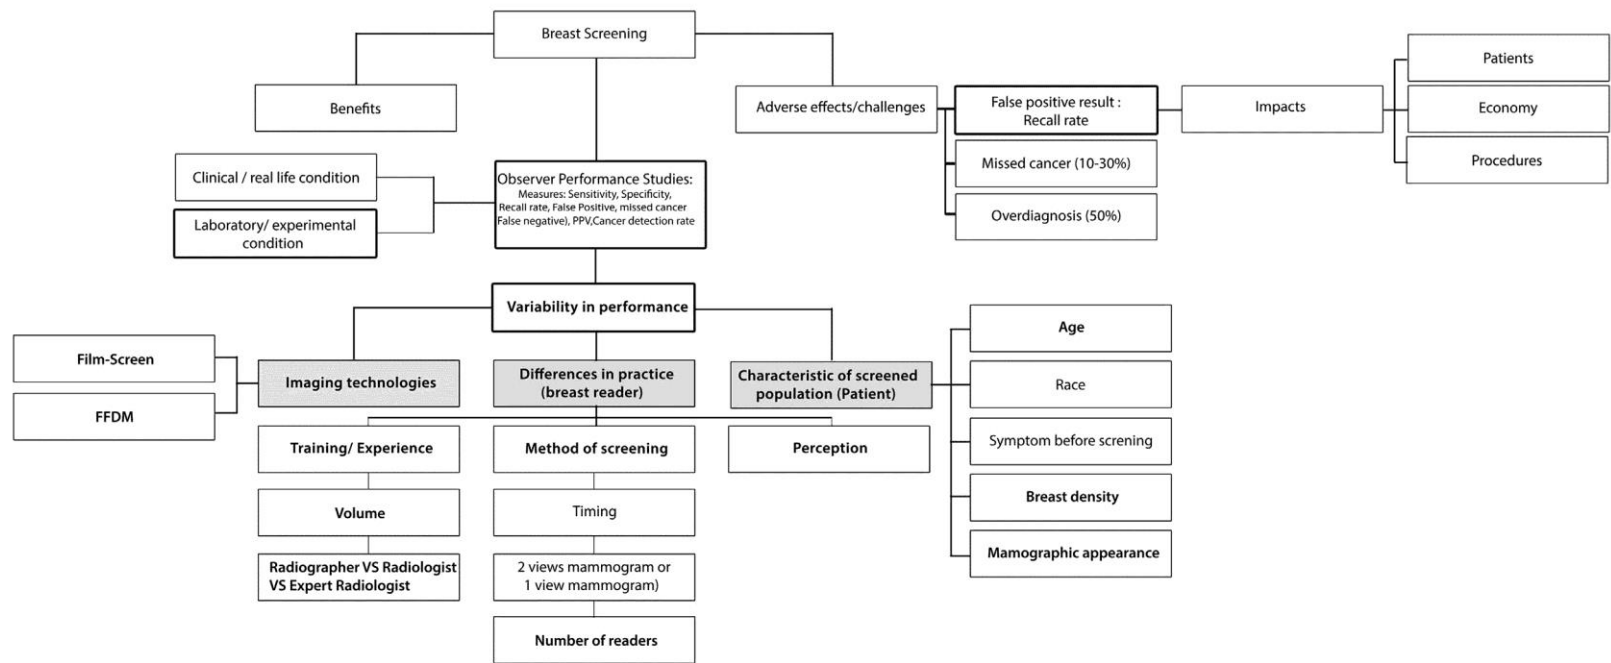 Breast Screening
Benefits
Adverse effects/challenges
False positive result :
Recall rate
Missed cancer (10-30%)
Overdiagnosis (50%)
Impacts
Patients
Economy
Procedures
Clinical / real life condition
Laboratory/ experimental
condition
Observer Performance Studies:
Measures: Sensitivity, Specificity,
Recall rate, False Positive, missed cancer
False negative), PPV,Cancer detection rate
Variability in performance
Film-Screen
FFDM
Imaging technologies
Differences in practice
(breast reader)
Characteristic of screened
population (Patient)
Age
Race
Symptom before screning
Breast density
Mamographic appearance
Training/ Experience
Volume
Radiographer VS Radiologist
VS Expert Radiologist
Method of screening
Timing
2 views mammogram or
1 view mammogram)
Number of readers
Perception